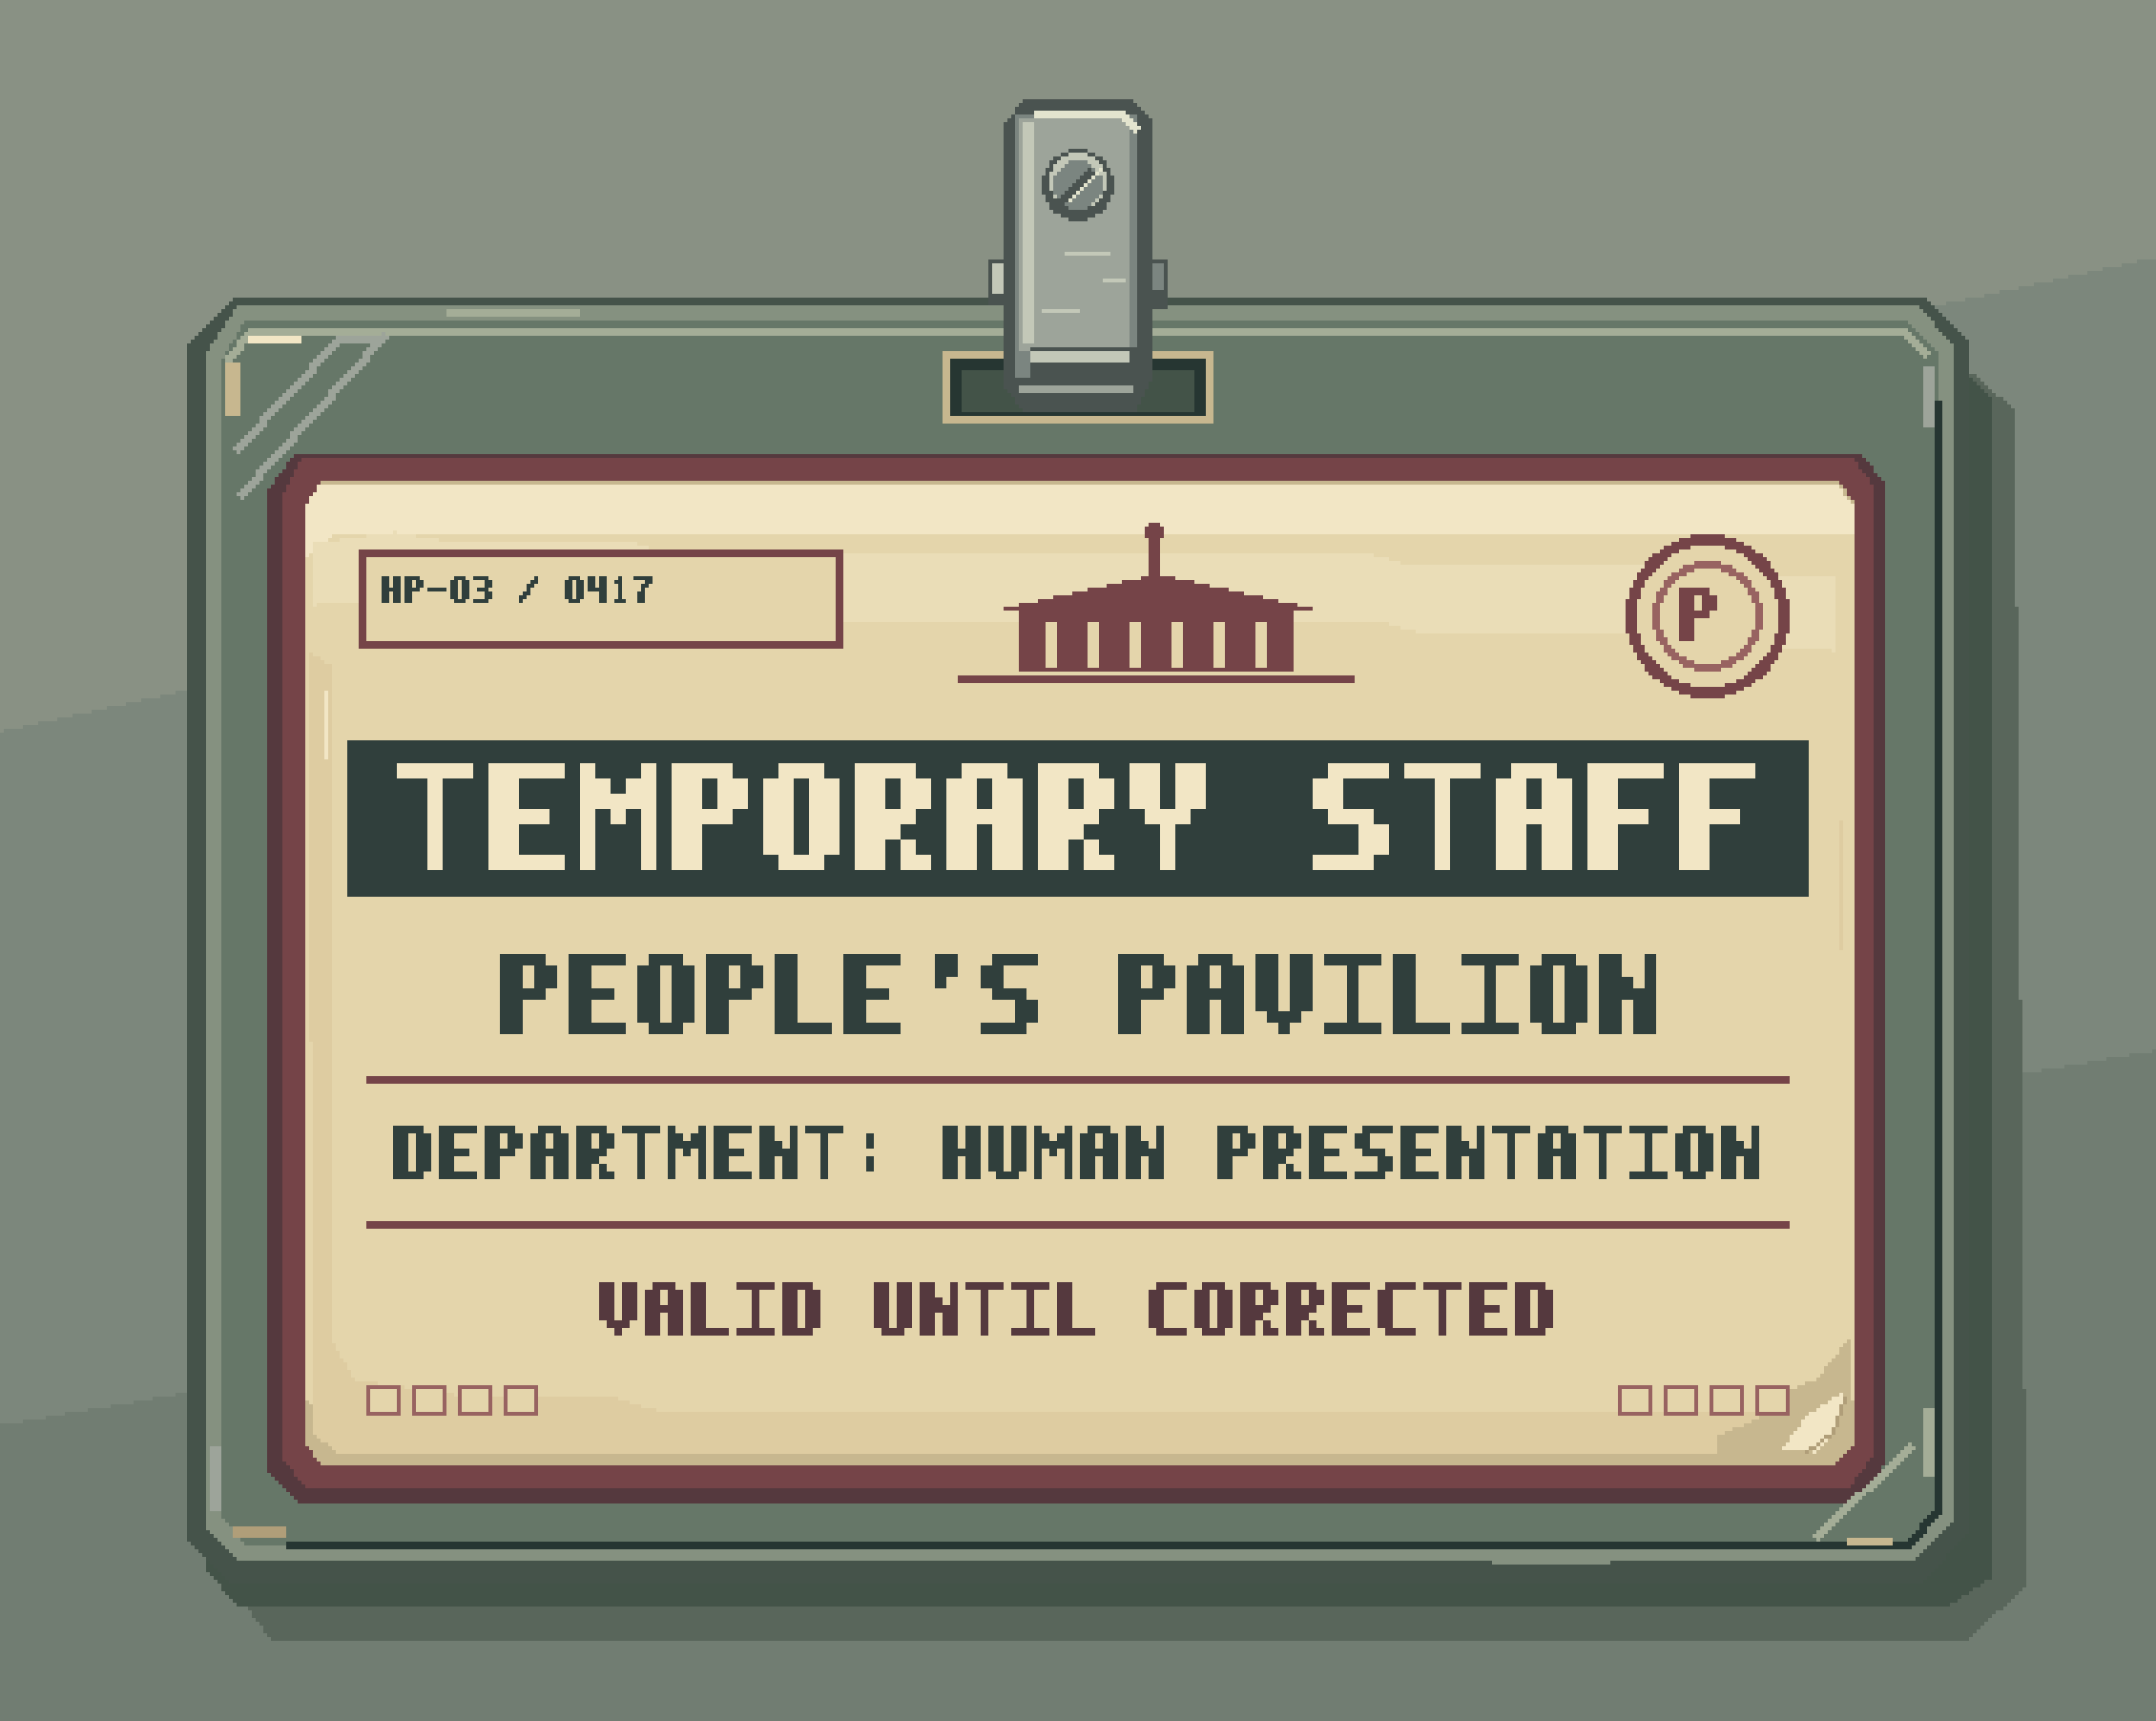 HP-03 / 0417
P
TEMPORARY STAFF
PEOPLE'S PAVILION
DEPARTMENT: HUMAN PRESENTATION
VALID UNTIL CORRECTED